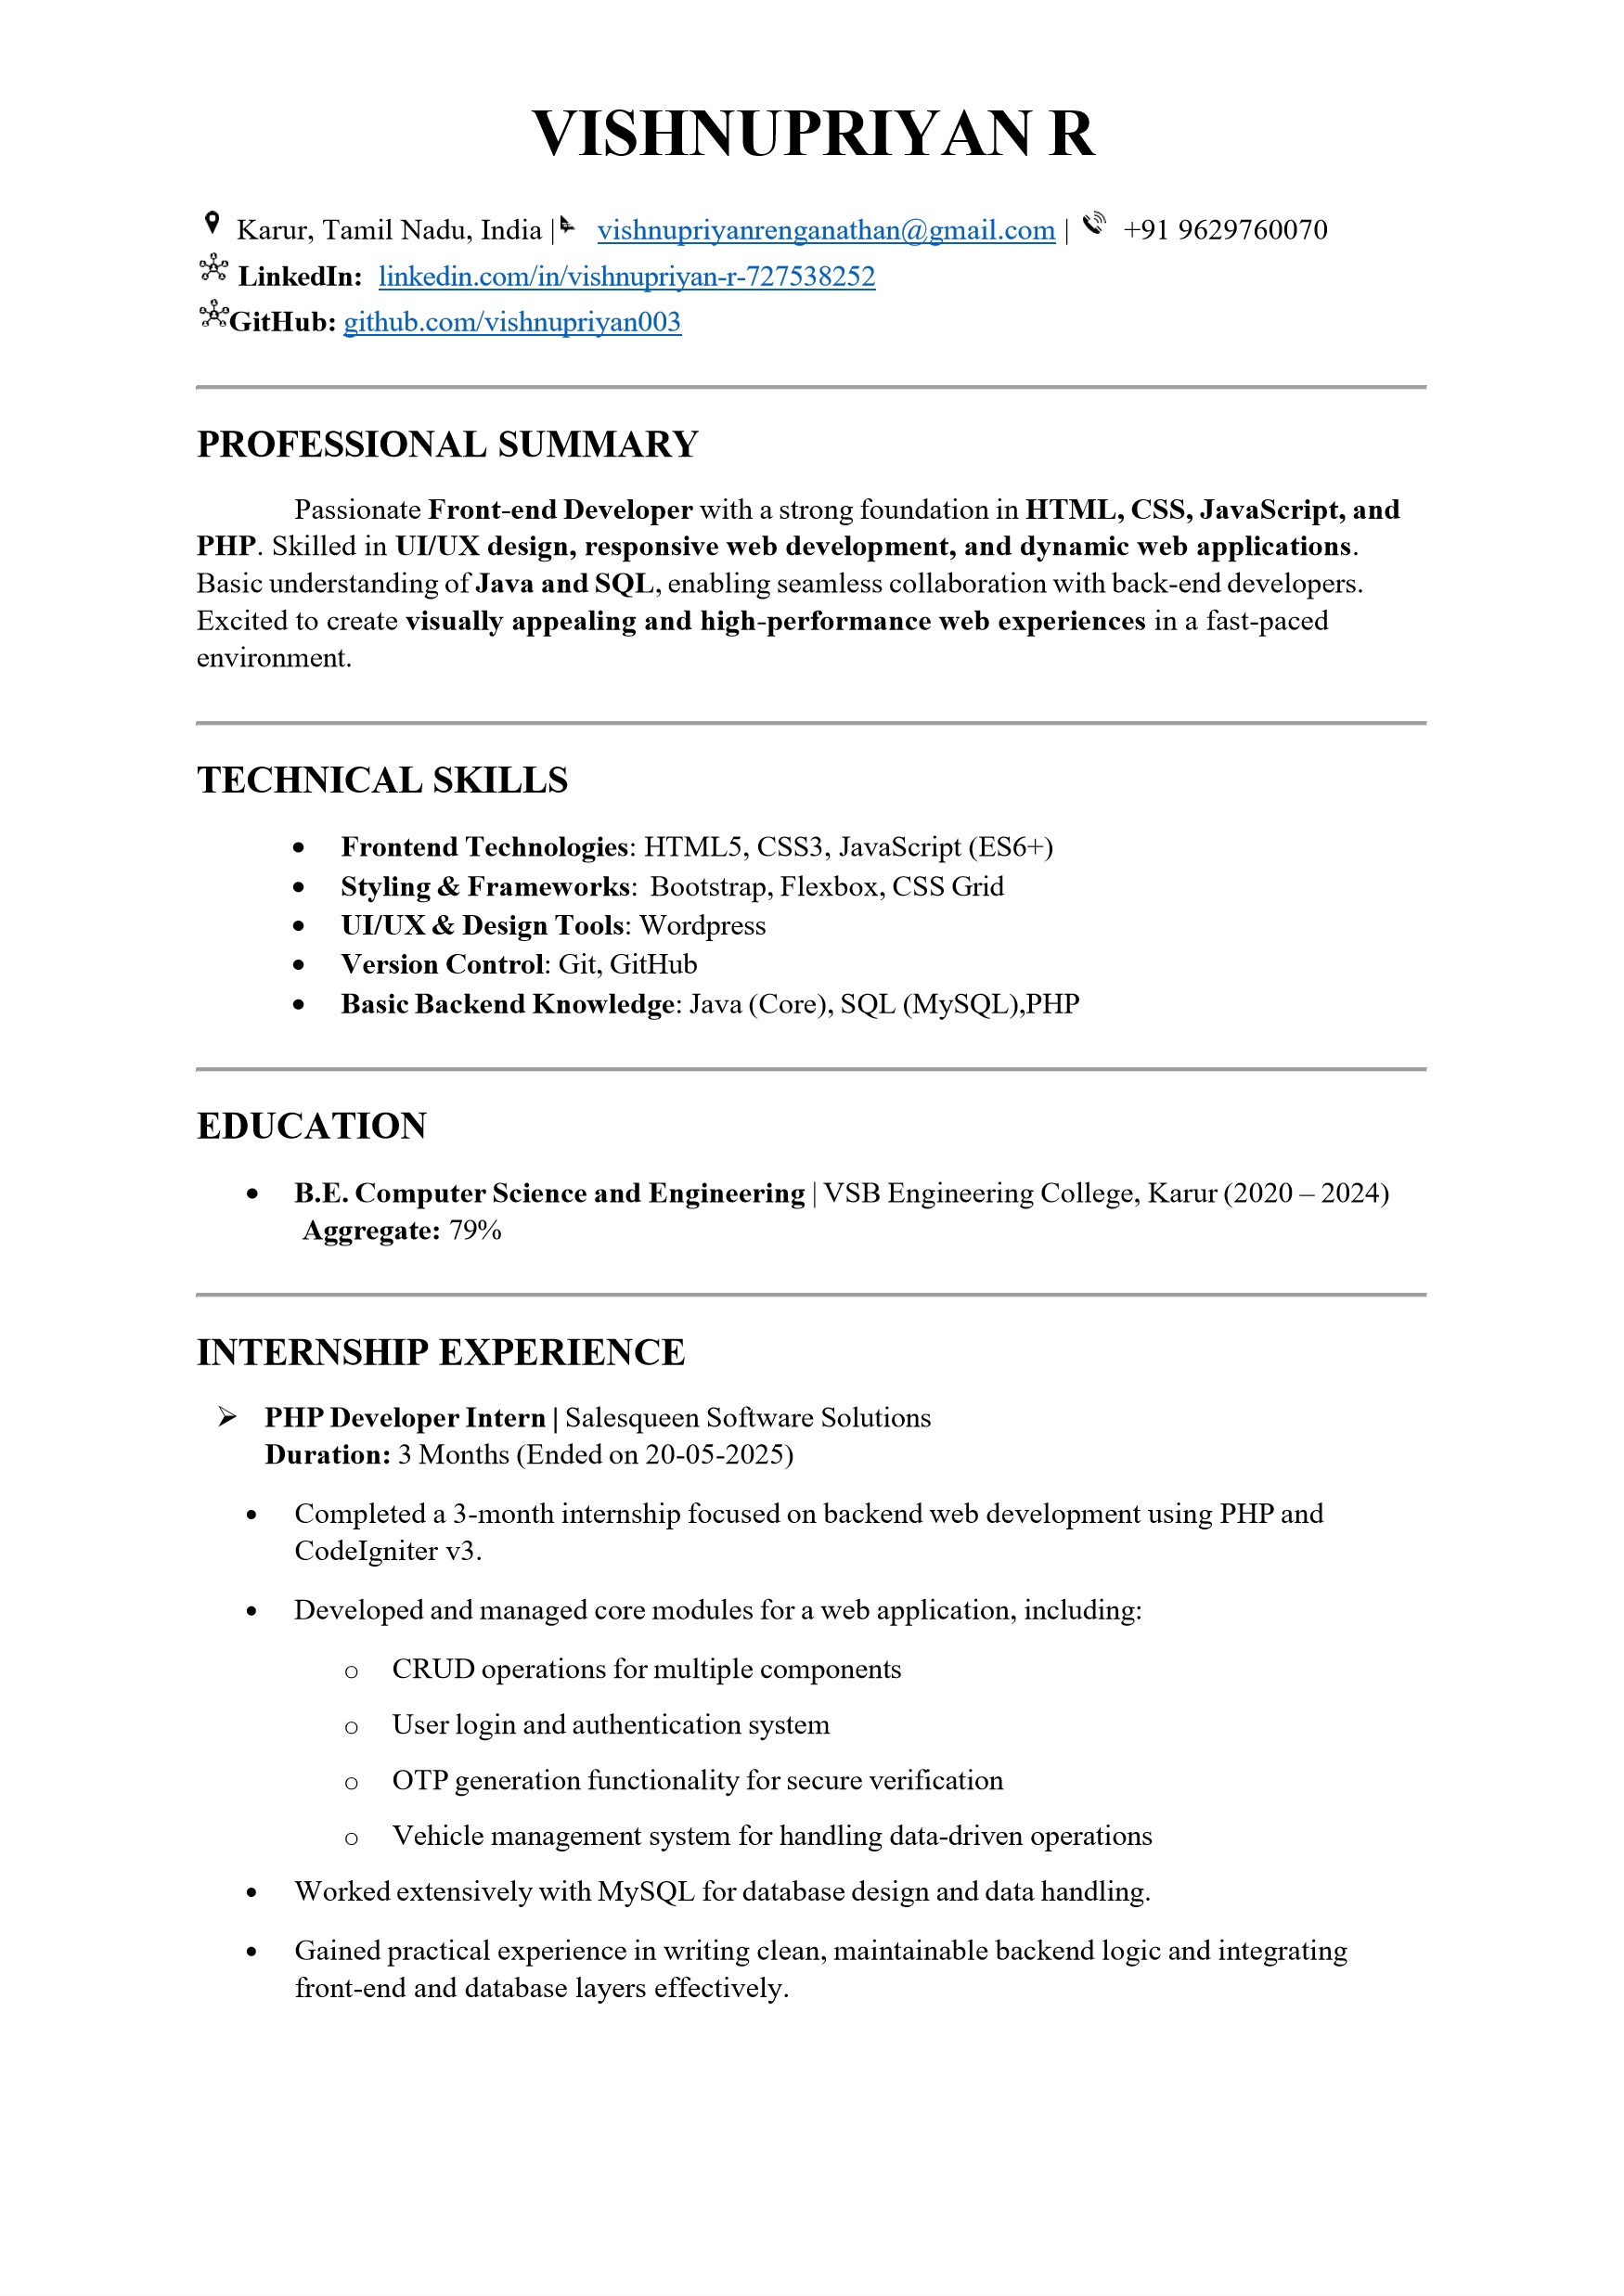 VISHNUPRIYAN R
Karur, Tamil Nadu, India | vishnupriyanrenganathan@gmail.com | +91 9629760070
LinkedIn: linkedin.com/in/vishnupriyan-r-727538252
GitHub: github.com/vishnupriyan003
PROFESSIONAL SUMMARY
Passionate Front-end Developer with a strong foundation in HTML, CSS, JavaScript, and
PHP. Skilled in UI/UX design, responsive web development, and dynamic web applications.
Basic understanding of Java and SQL, enabling seamless collaboration with back-end developers.
Excited to create visually appealing and high-performance web experiences in a fast-paced
environment.
TECHNICAL SKILLS
• Frontend Technologies: HTML5, CSS3, JavaScript (ES6+)
• Styling & Frameworks: Bootstrap, Flexbox, CSS Grid
• UI/UX & Design Tools: Wordpress
• Version Control: Git, GitHub
• Basic Backend Knowledge: Java (Core), SQL (MySQL),PHP
EDUCATION
• B.E. Computer Science and Engineering | VSB Engineering College, Karur (2020 – 2024)
Aggregate: 79%
INTERNSHIP EXPERIENCE
➢ PHP Developer Intern | Salesqueen Software Solutions
Duration: 3 Months (Ended on 20-05-2025)
• Completed a 3-month internship focused on backend web development using PHP and
CodeIgniter v3.
• Developed and managed core modules for a web application, including:
o CRUD operations for multiple components
o User login and authentication system
o OTP generation functionality for secure verification
o Vehicle management system for handling data-driven operations
• Worked extensively with MySQL for database design and data handling.
• Gained practical experience in writing clean, maintainable backend logic and integrating
front-end and database layers effectively.